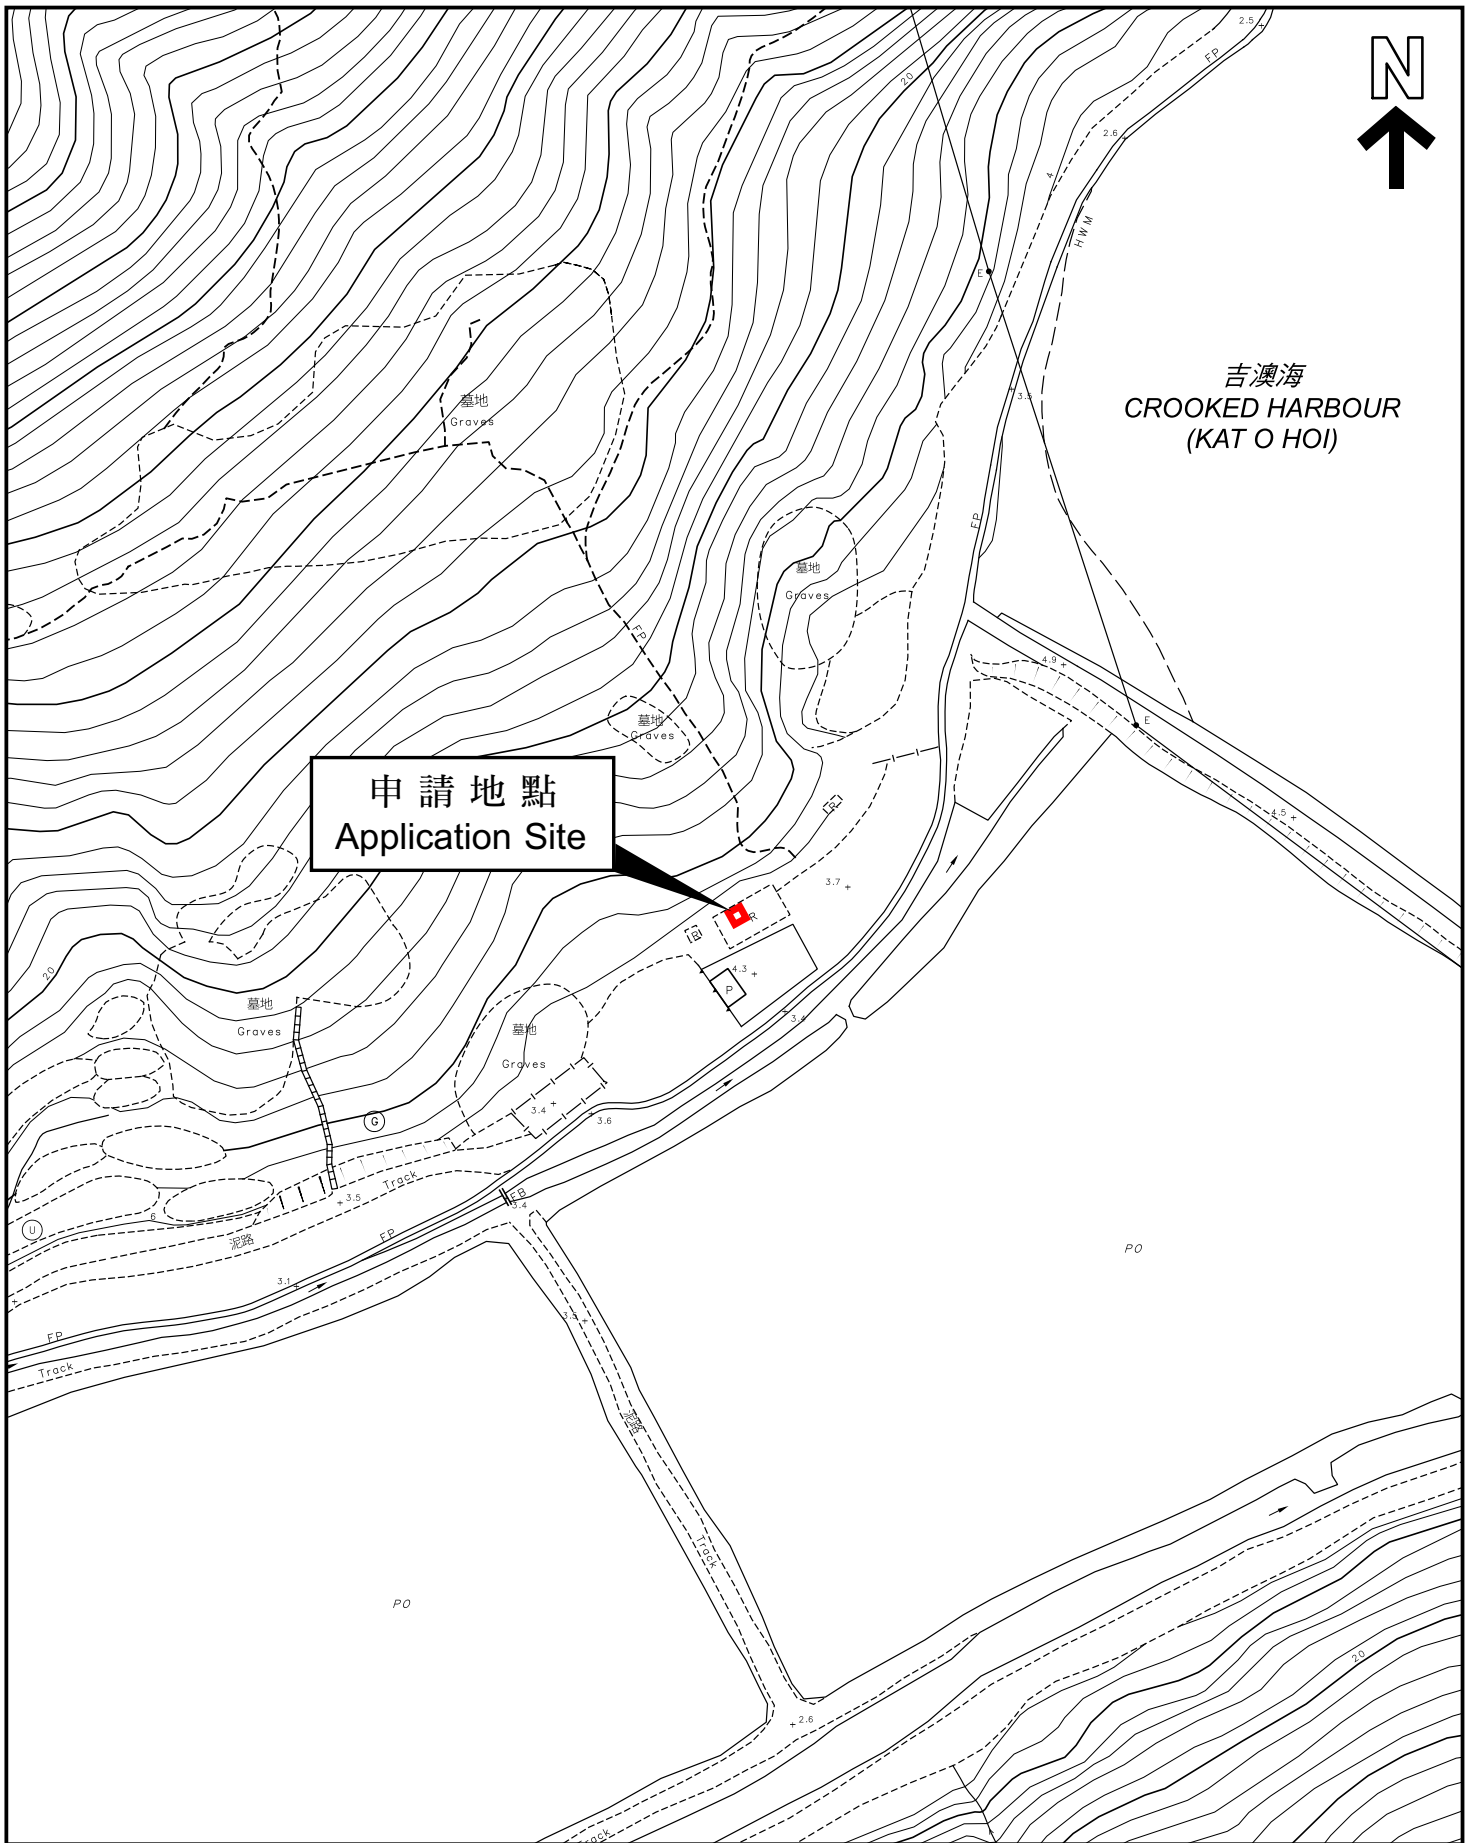 2.5
FP
N
20
2.6
4
HWM
E
吉澳海
CROOKED HARBOUR
(KAT O HOI)
3.5
墓地
Graves
FP
墓地
Graves
FP
4.9
墓地
Graves
E
申請地點
Application Site
R
4.5
3.7
R
R
20
4.3
P
墓地
Graves
3.4
墓地
Graves
3.4
3.6
G
Track
3.5
FB
3.4
6
U
泥路
FP
3.1
PO
3.5
FP
Track
泥路
Track
PO
20
2.6